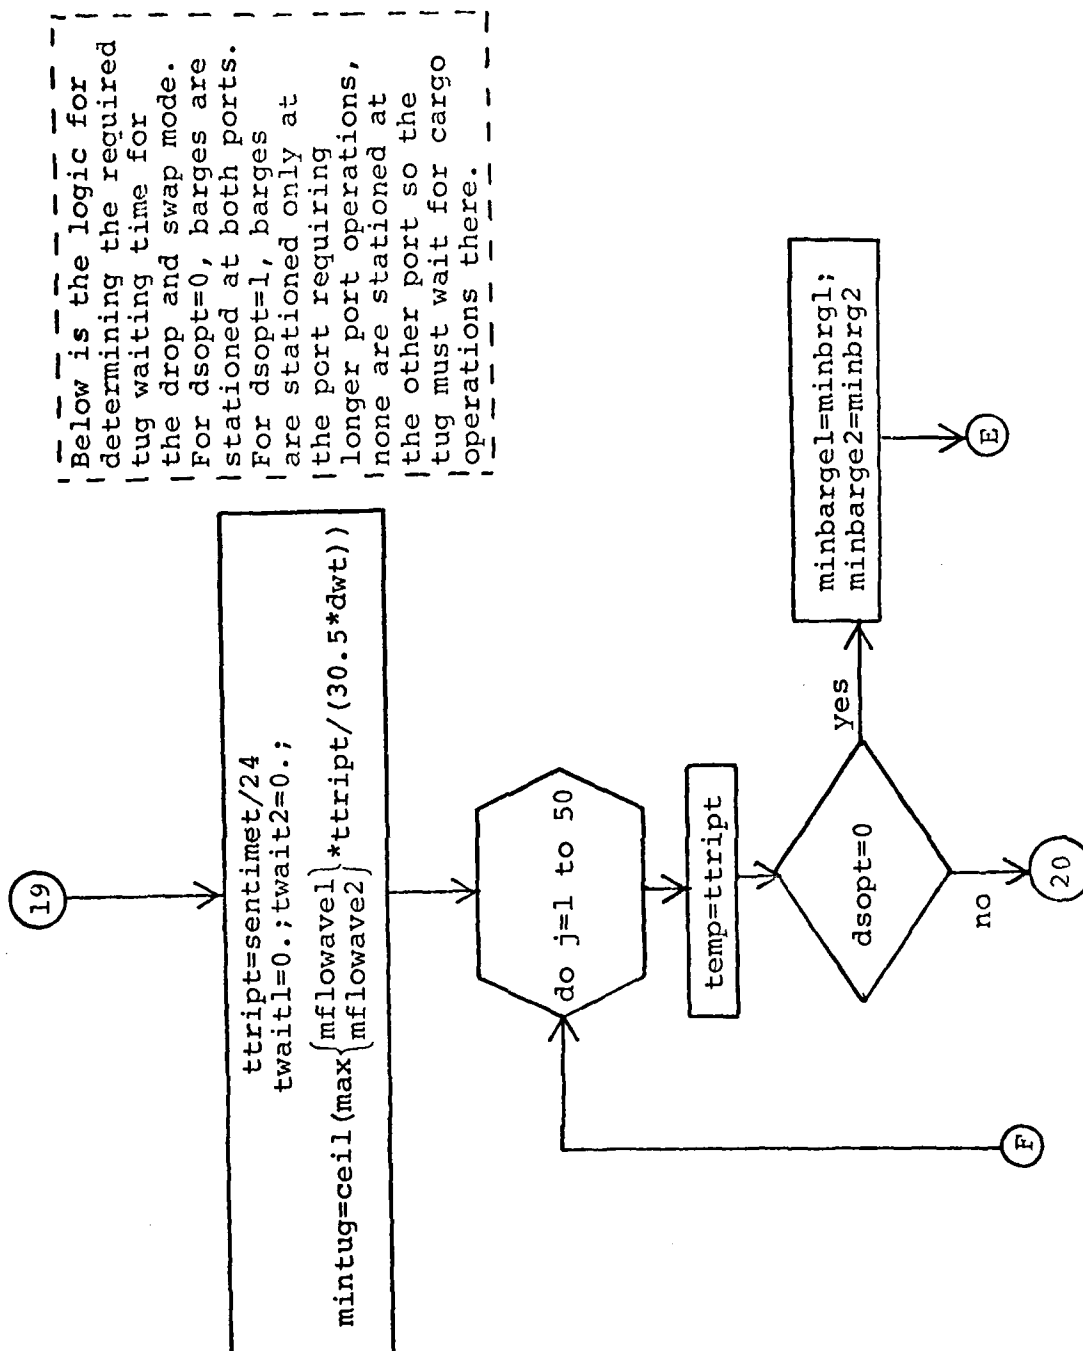 19
Below is the logic for
determining the required
tug waiting time for
the drop and swap mode.
For dsopt=0, barges are
stationed at both ports.
For dsopt=1, barges
are stationed only at
the port requiring
longer port operations,
none are stationed at
the other port so the
tug must wait for cargo
operations there.
ttript=sentimet/24
twait1=0.;twait2=0.;
mintug=ceil(max{mflowave1
mflowave2}*ttript/(30.5*dwt))
do j=1 to 50
temp=ttript
dsopt=0
yes
minbarge1=minbrg1;
minbarge2=minbrg2
E
no
20
F